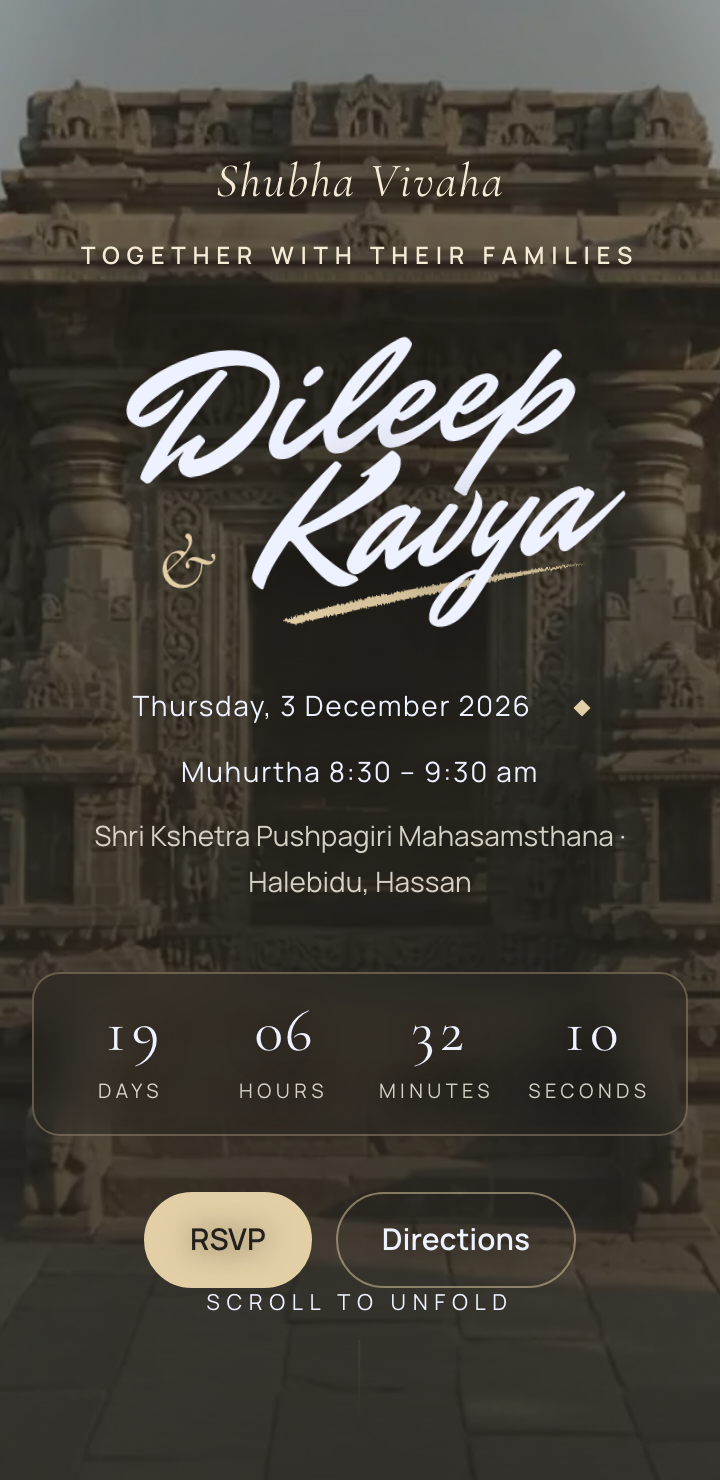 Shubha Vivaha
TOGETHER WITH THEIR FAMILIES
Dileep
& Kavya
Thursday, 3 December 2026 ◆
Muhurtha 8:30 – 9:30 am
Shri Kshetra Pushpagiri Mahasamsthana ·
Halebidu, Hassan
19 06 32 10
DAYS HOURS MINUTES SECONDS
RSVP Directions
SCROLL TO UNFOLD